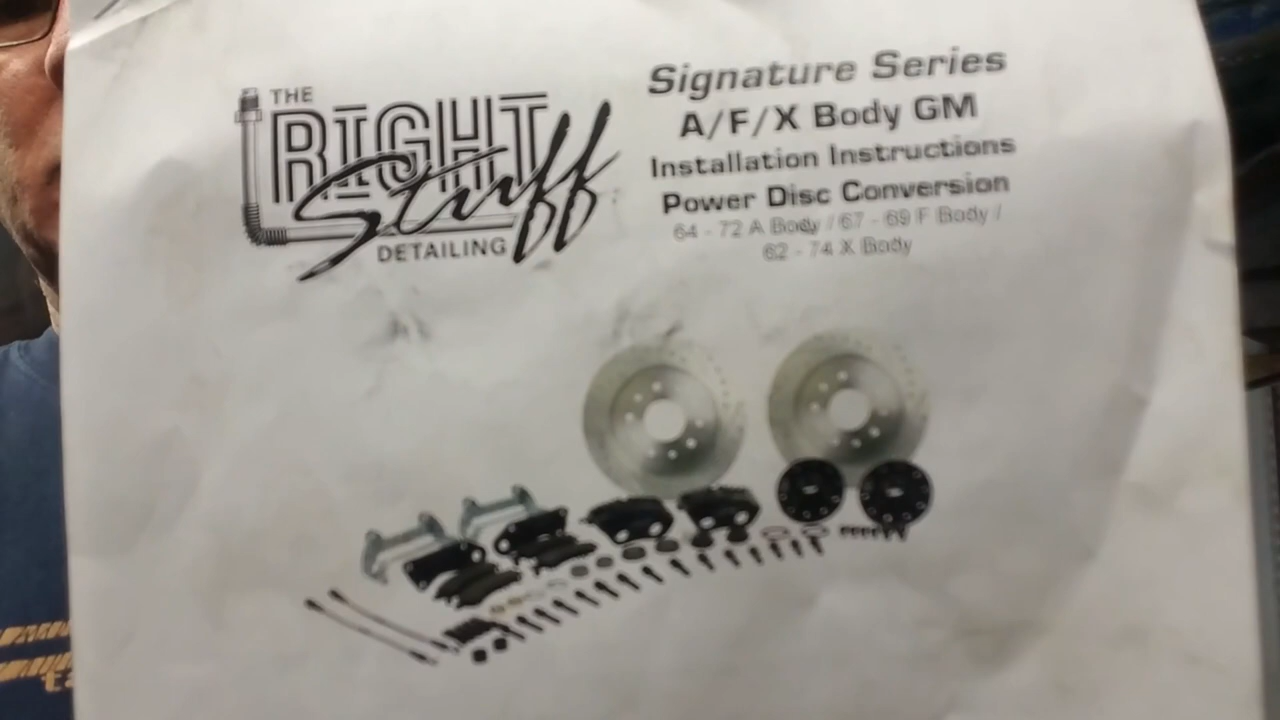 THE
RIGHT
Stuff
DETAILING
Signature Series
A/F/X Body GM
Installation Instructions
Power Disc Conversion
64 - 72 A Body / 67 - 69 F Body /
62 - 74 X Body